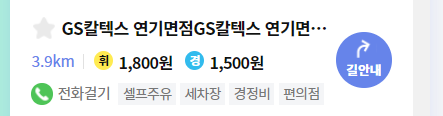 GS칼텍스 연기면점GS칼텍스 연기면…
3.9km 휘 1,800원 경 1,500원
길안내
전화걸기 셀프주유 세차장 경정비 편의점